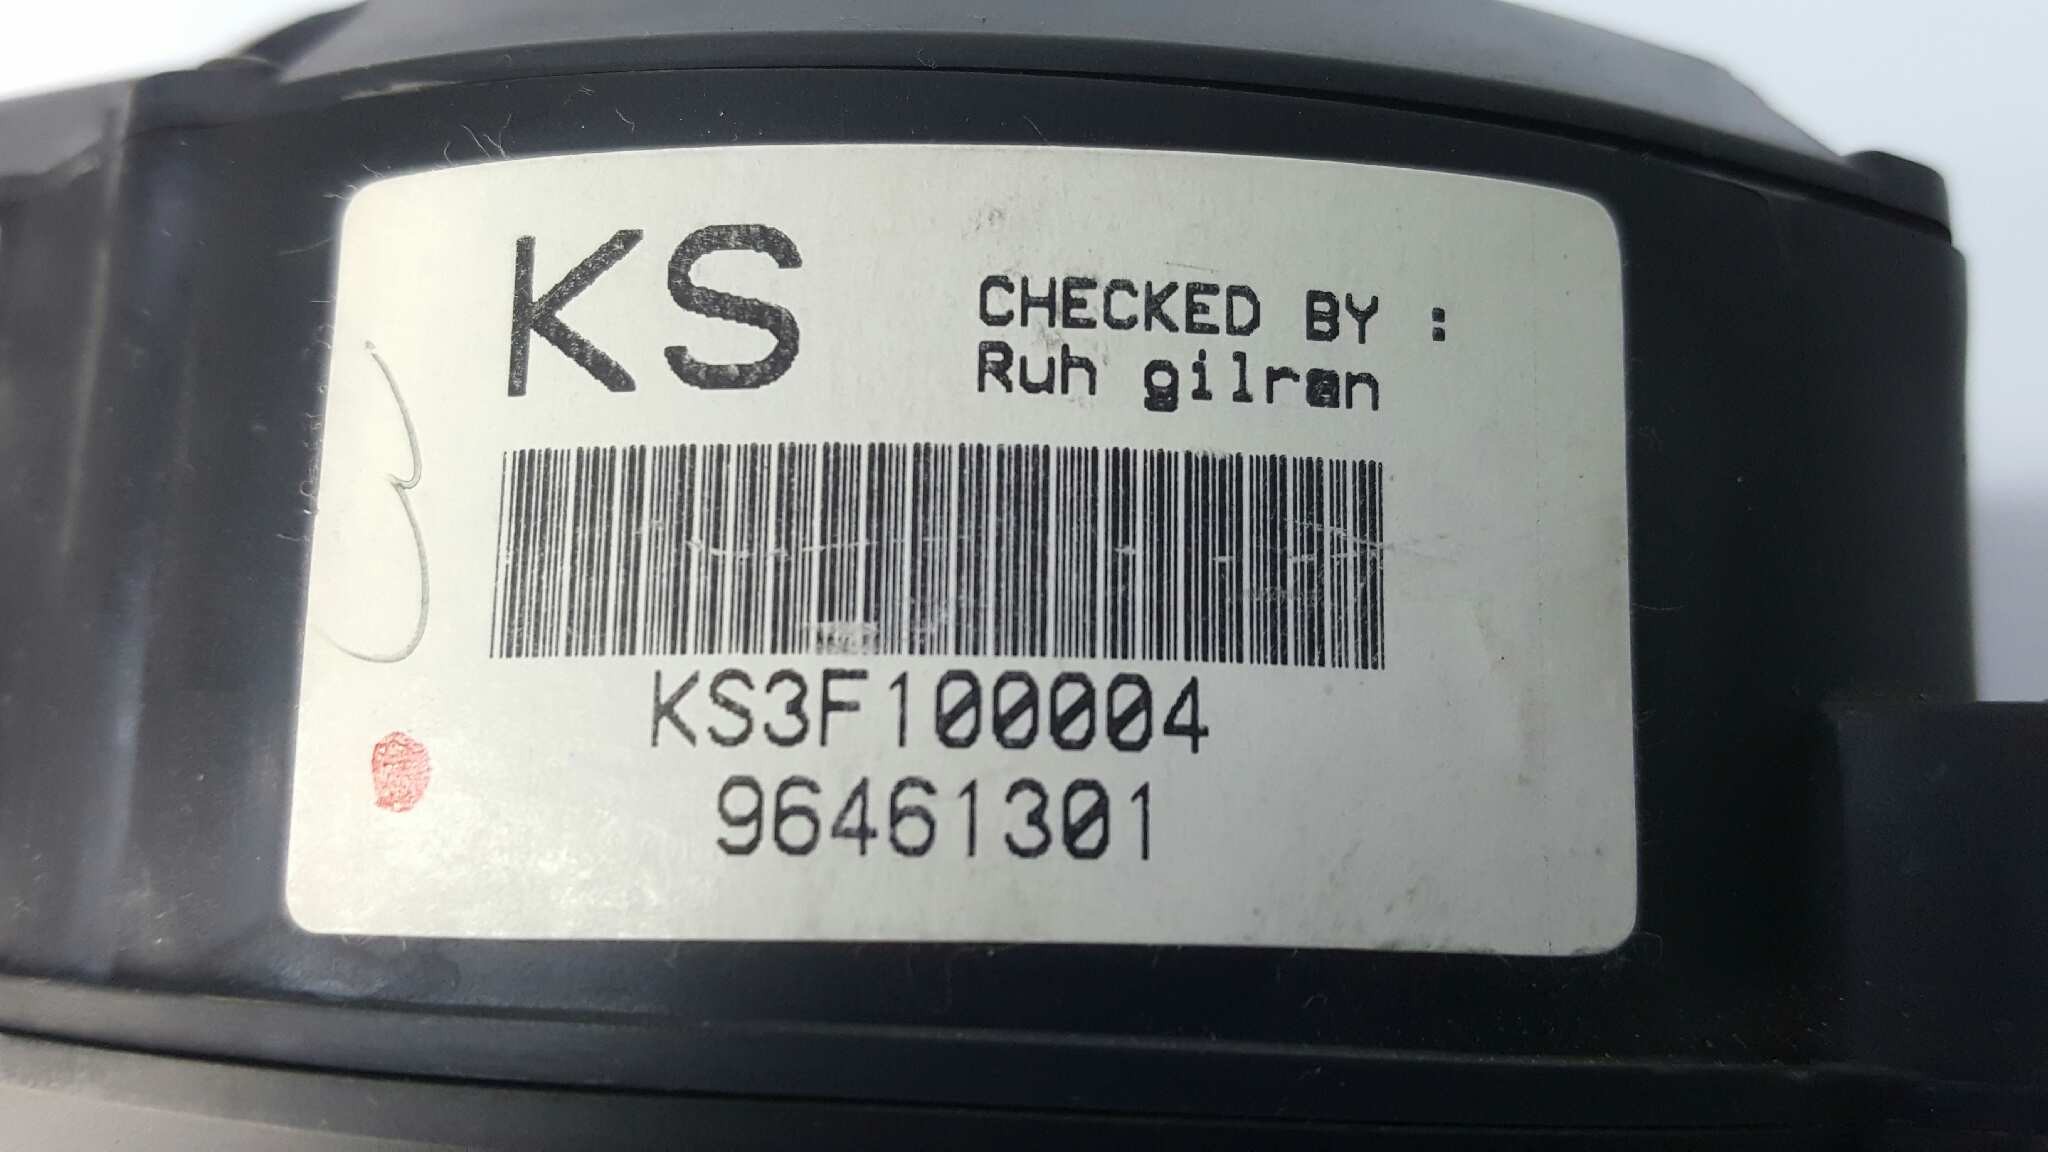 KS
CHECKED BY :
Ruh gilran
KS3F100004
96461301